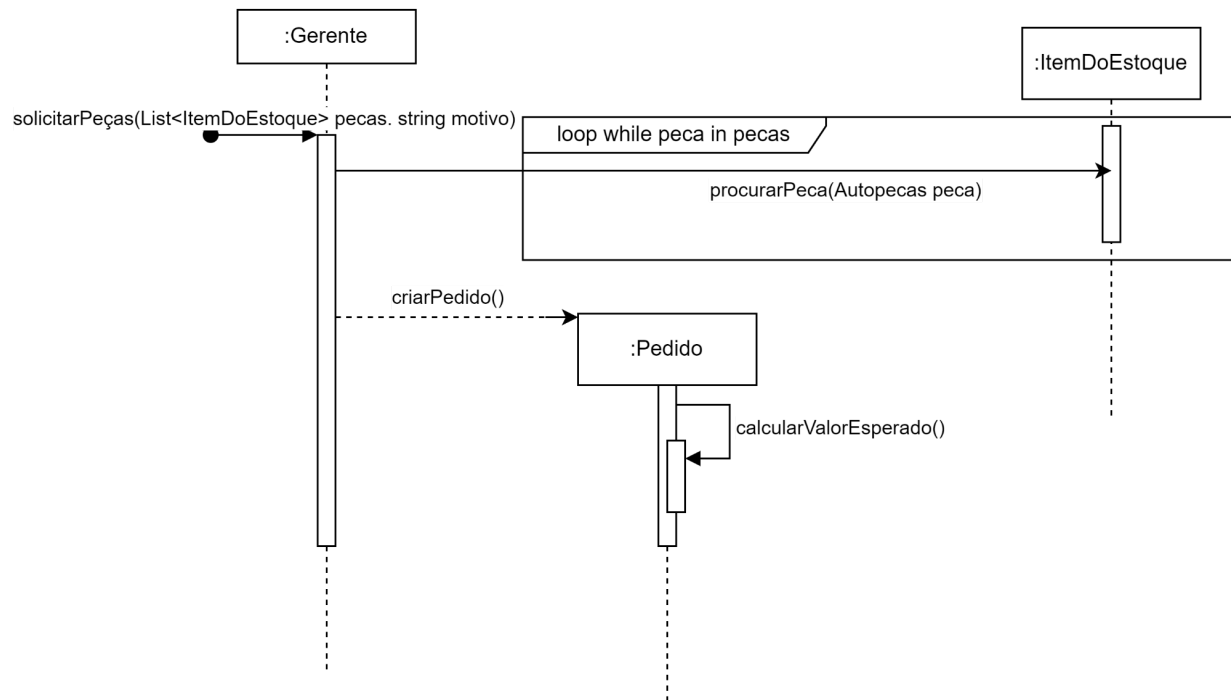 :Gerente
:ItemDoEstoque
solicitarPeças(List<ItemDoEstoque> pecas. string motivo)
loop while peca in pecas
procurarPeca(Autopecas peca)
criarPedido()
:Pedido
calcularValorEsperado()